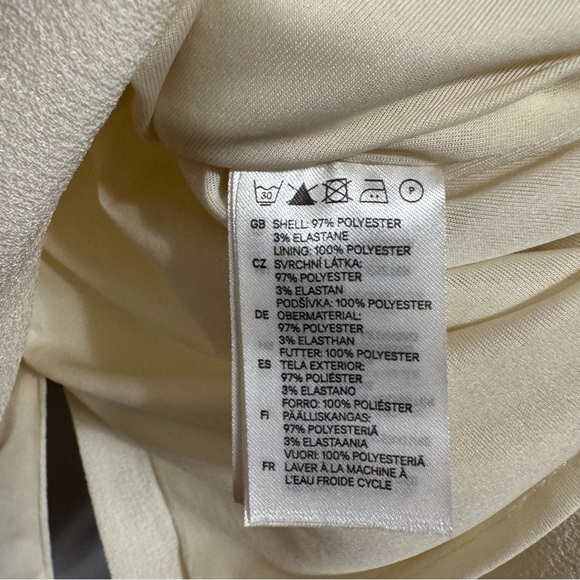 30 P
GB SHELL: 97% POLYESTER
3% ELASTANE
LINING: 100% POLYESTER
CZ SVRCHNÍ LÁTKA:
97% POLYESTER
3% ELASTAN
PODŠÍVKA: 100% POLYESTER
DE OBERMATERIAL:
97% POLYESTER
3% ELASTHAN
FUTTER: 100% POLYESTER
ES TELA EXTERIOR:
97% POLIÉSTER
3% ELASTANO
FORRO: 100% POLIÉSTER
FI PÄÄLLISKANGAS:
97% POLYESTERIÄ
3% ELASTAANIA
VUORI: 100% POLYESTERIÄ
FR LAVER À LA MACHINE À
L'EAU FROIDE CYCLE